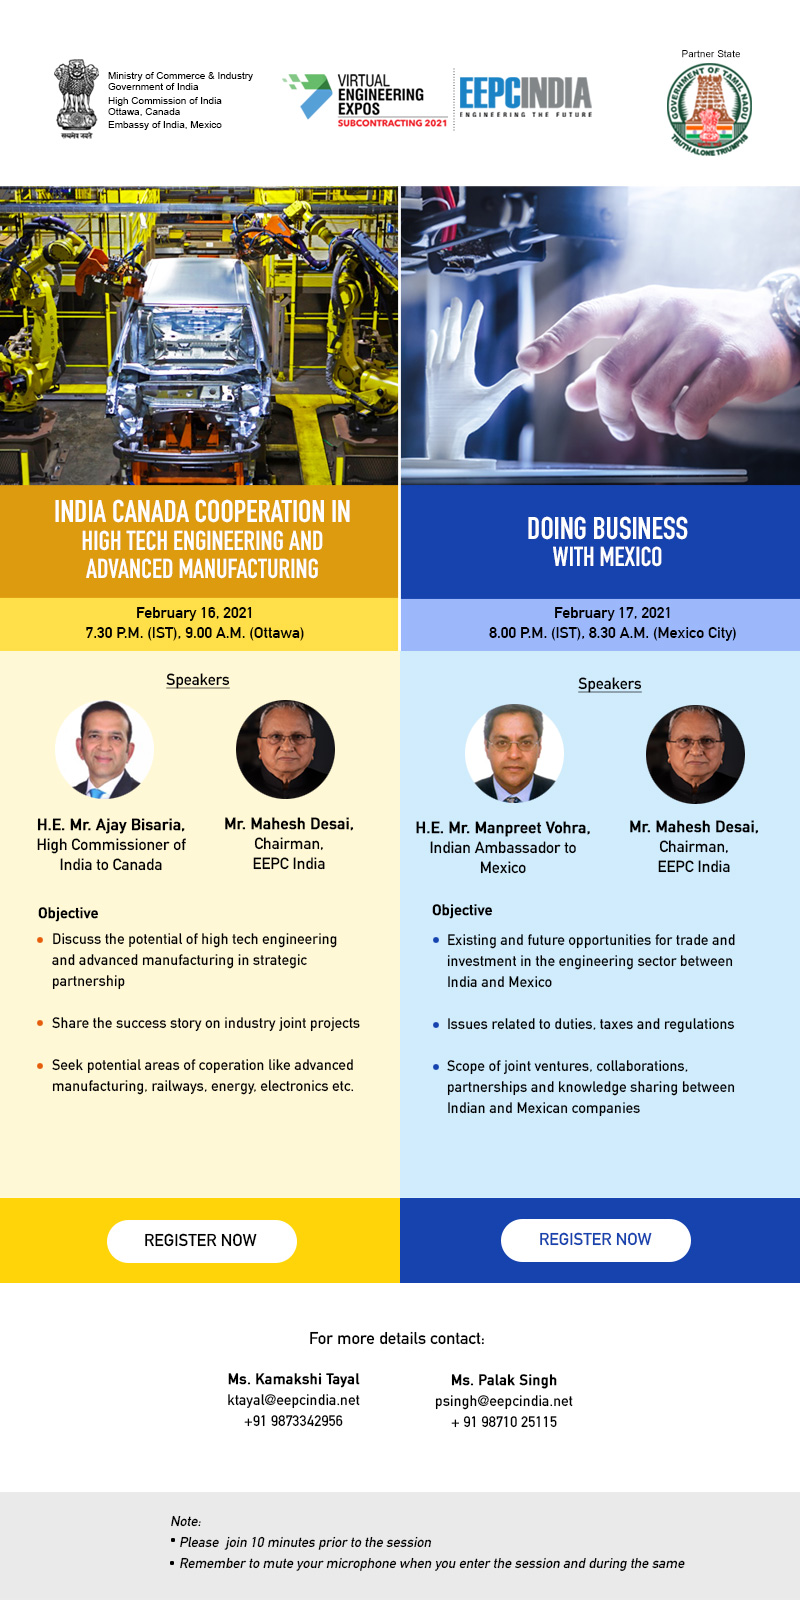 Ministry of Commerce & Industry
Government of India
High Commission of India
Ottawa, Canada
Embassy of India, Mexico
सत्यमेव जयते
VIRTUAL
ENGINEERING
EXPOS
SUBCONTRACTING 2021
EEPCINDIA
ENGINEERING THE FUTURE
Partner State
GOVERNMENT OF TAMIL NADU
TRUTH ALONE TRIUMPHS
INDIA CANADA COOPERATION IN
HIGH TECH ENGINEERING AND
ADVANCED MANUFACTURING
February 16, 2021
7.30 P.M. (IST), 9.00 A.M. (Ottawa)
Speakers
H.E. Mr. Ajay Bisaria,
High Commissioner of
India to Canada
Mr. Mahesh Desai,
Chairman,
EEPC India
Objective
• Discuss the potential of high tech engineering
and advanced manufacturing in strategic
partnership
• Share the success story on industry joint projects
• Seek potential areas of coperation like advanced
manufacturing, railways, energy, electronics etc.
REGISTER NOW
DOING BUSINESS
WITH MEXICO
February 17, 2021
8.00 P.M. (IST), 8.30 A.M. (Mexico City)
Speakers
H.E. Mr. Manpreet Vohra,
Indian Ambassador to
Mexico
Mr. Mahesh Desai,
Chairman,
EEPC India
Objective
• Existing and future opportunities for trade and
investment in the engineering sector between
India and Mexico
• Issues related to duties, taxes and regulations
• Scope of joint ventures, collaborations,
partnerships and knowledge sharing between
Indian and Mexican companies
REGISTER NOW
For more details contact:
Ms. Kamakshi Tayal
ktayal@eepcindia.net
+91 9873342956
Ms. Palak Singh
psingh@eepcindia.net
+ 91 98710 25115
Note:
• Please join 10 minutes prior to the session
• Remember to mute your microphone when you enter the session and during the same